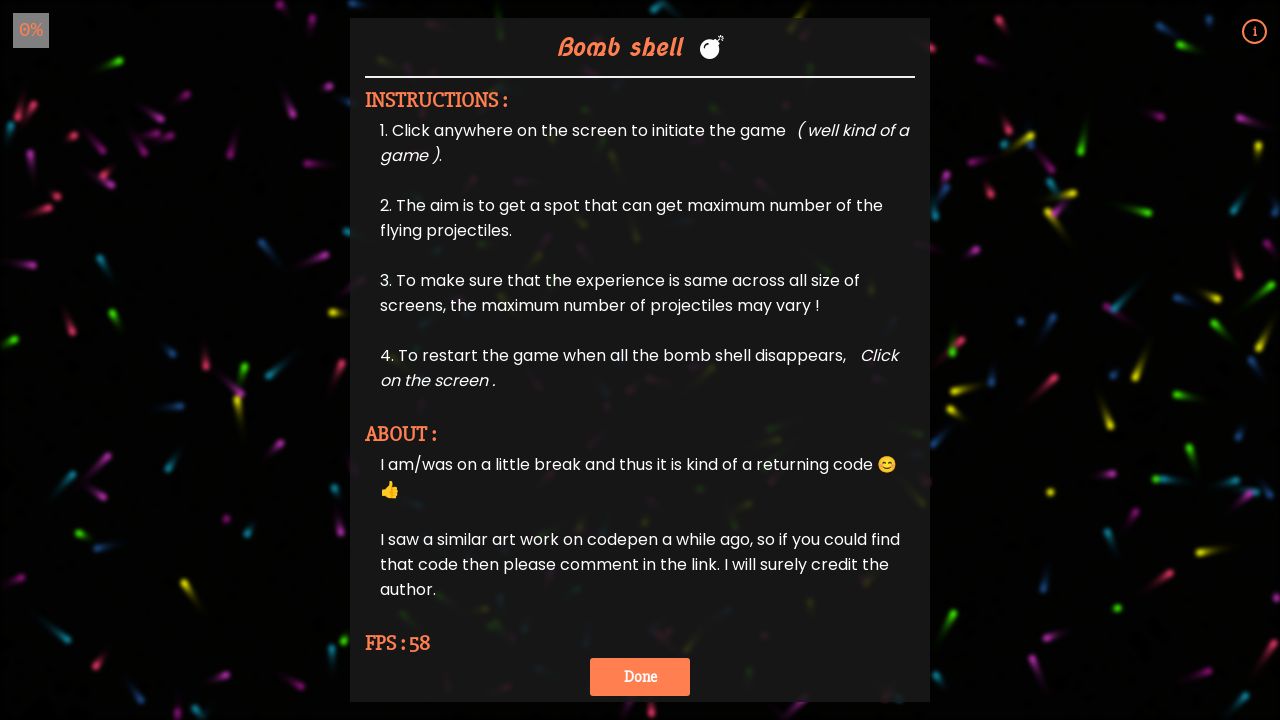 0%
i
Bomb shell 💣
INSTRUCTIONS :
1. Click anywhere on the screen to initiate the game ( well kind of a
game ).
2. The aim is to get a spot that can get maximum number of the
flying projectiles.
3. To make sure that the experience is same across all size of
screens, the maximum number of projectiles may vary !
4. To restart the game when all the bomb shell disappears, Click
on the screen .
ABOUT :
I am/was on a little break and thus it is kind of a returning code 😊
👍
I saw a similar art work on codepen a while ago, so if you could find
that code then please comment in the link. I will surely credit the
author.
FPS : 58
Done